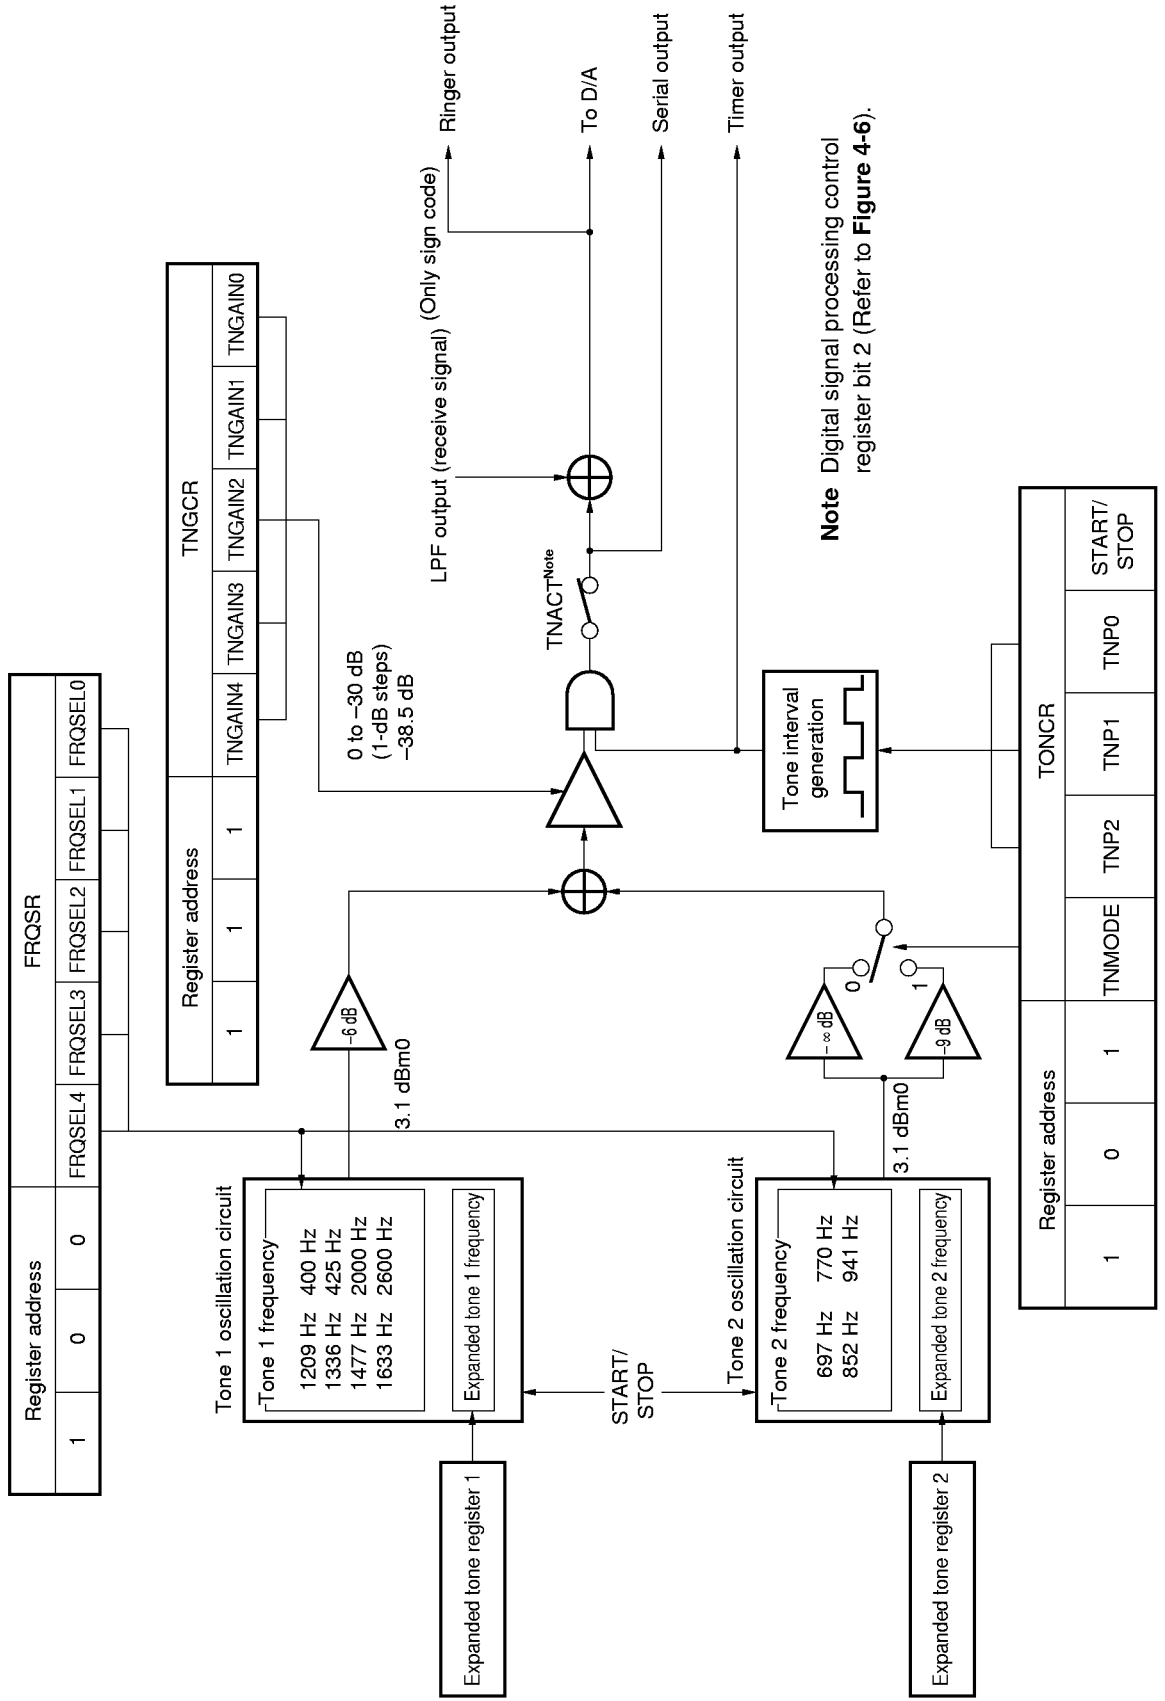 FRQSR
Register address
1 0 0 FRQSEL4 FRQSEL3 FRQSEL2 FRQSEL1 FRQSEL0
TNGCR
Register address
1 1 1 TNGAIN4 TNGAIN3 TNGAIN2 TNGAIN1 TNGAIN0
Tone 1 oscillation circuit
Tone 1 frequency
1209 Hz 400 Hz
1336 Hz 425 Hz
1477 Hz 2000 Hz
1633 Hz 2600 Hz
Expanded tone 1 frequency
Expanded tone register 1
START/
STOP
–6 dB
3.1 dBm0
0 to –30 dB
(1-dB steps)
–38.5 dB
LPF output (receive signal)
(Only sign code)
Ringer output
TNACTNote
To D/A
Serial output
Timer output
Tone 2 oscillation circuit
Tone 2 frequency
697 Hz 770 Hz
852 Hz 941 Hz
Expanded tone 2 frequency
Expanded tone register 2
– ∞ dB
0
–9 dB
1
3.1 dBm0
Tone interval
generation
Note Digital signal processing control
register bit 2 (Refer to Figure 4-6).
TONCR
Register address
1 0 1 TNMODE TNP2 TNP1 TNP0 START/
STOP